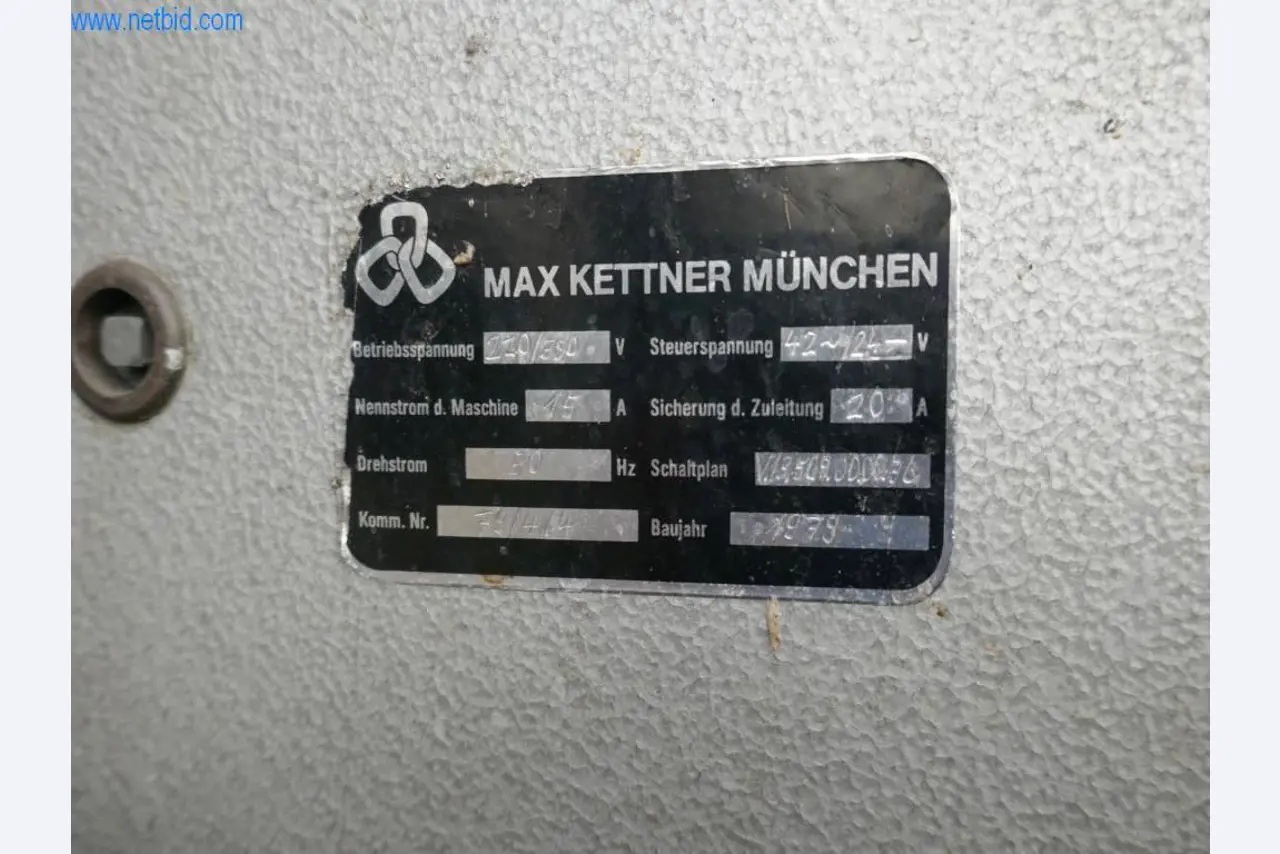 www.netbid.com
MAX KETTNER MÜNCHEN
Betriebsspannung 220/380 V Steuerspannung 42~/24- V
Nennstrom d. Maschine 15 A Sicherung d. Zuleitung 20 A
Drehstrom 50 Hz Schaltplan
Komm. Nr. Baujahr 1979